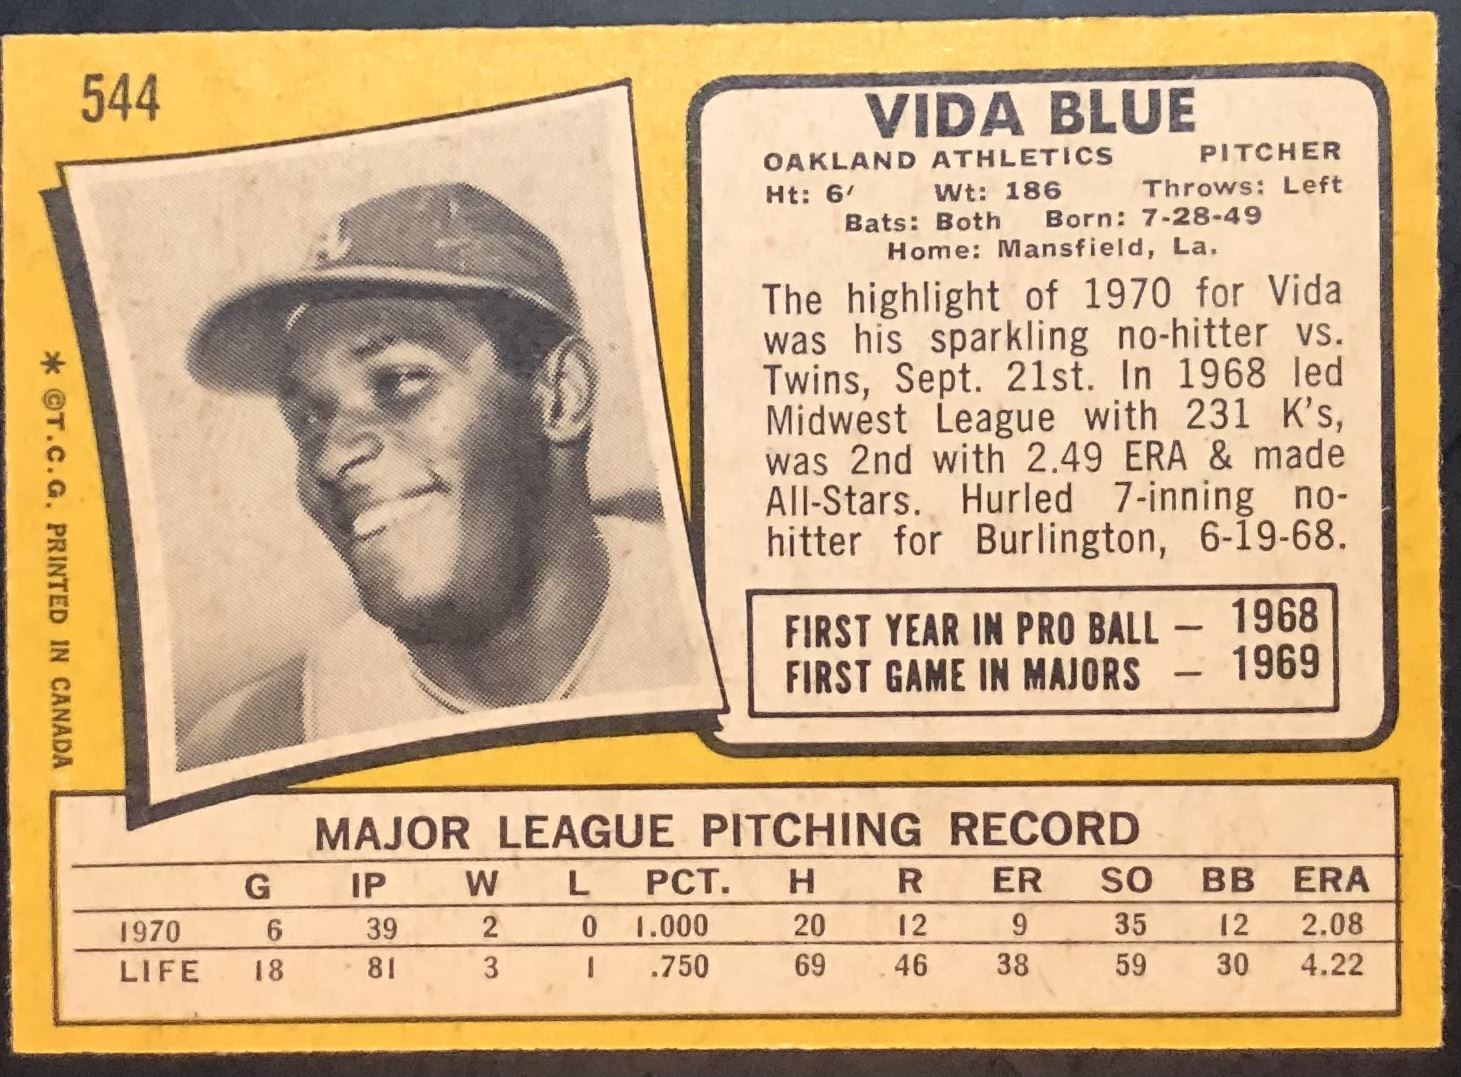 544
VIDA BLUE
OAKLAND ATHLETICS PITCHER
Ht: 6′ Wt: 186 Throws: Left
Bats: Both Born: 7-28-49
Home: Mansfield, La.
The highlight of 1970 for Vida
was his sparkling no-hitter vs.
Twins, Sept. 21st. In 1968 led
Midwest League with 231 K's,
was 2nd with 2.49 ERA & made
All-Stars. Hurled 7-inning no-
hitter for Burlington, 6-19-68.
FIRST YEAR IN PRO BALL — 1968
FIRST GAME IN MAJORS — 1969
* ©T.C.G. PRINTED IN CANADA
MAJOR LEAGUE PITCHING RECORD
G IP W L PCT. H R ER SO BB ERA
1970 6 39 2 0 1.000 20 12 9 35 12 2.08
LIFE 18 81 3 1 .750 69 46 38 59 30 4.22